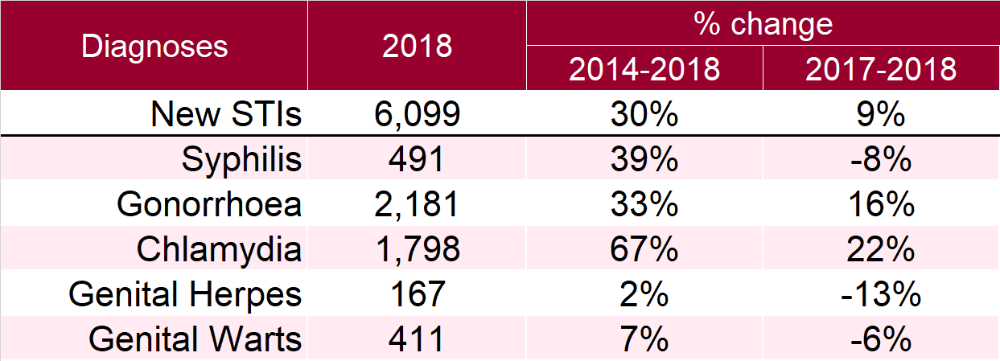 Diagnoses 2018 % change
2014-2018 2017-2018
New STIs 6,099 30% 9%
Syphilis 491 39% -8%
Gonorrhoea 2,181 33% 16%
Chlamydia 1,798 67% 22%
Genital Herpes 167 2% -13%
Genital Warts 411 7% -6%